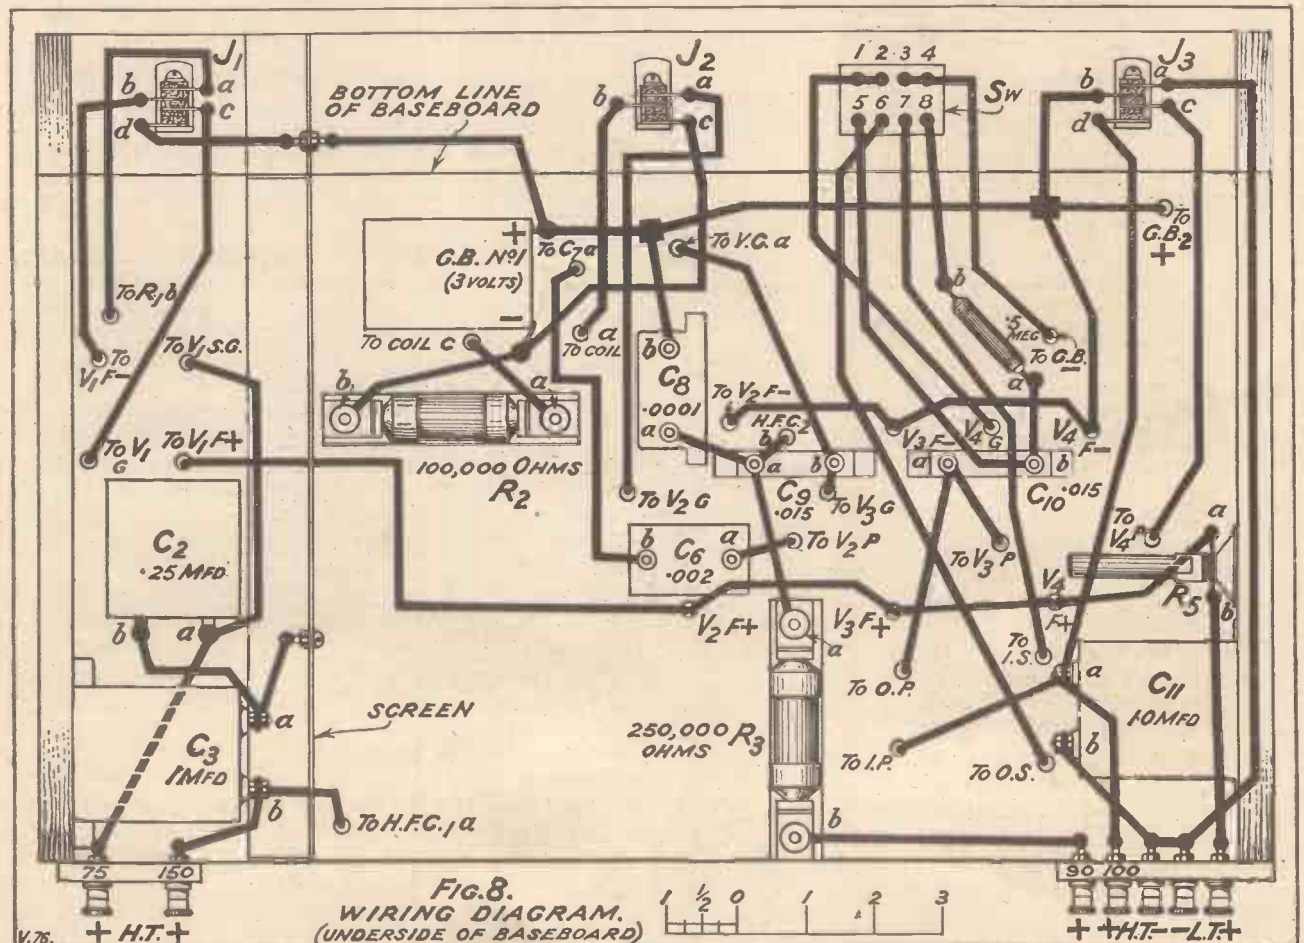 J1
a
b
c
d
BOTTOM LINE
OF BASEBOARD
J2
a
b
c
1 2 3 4
5 6 7 8
SW
J3
a
b
c
d
TO
G.B.2
+
+
G.B. No1
(3 VOLTS)
−
TO C7 a
TO V.C. a
TO R1 b
TO
V1 F−
TO V1 S.G.
TO COIL C
a
TO COIL
b
.5
MEG
TO G.B.
−
a
b
C8
.0001
a
TO V2 F−
H.F.C.2
b
V3 F−
V4
G
V4
F−
b
a
100,000 OHMS
R2
TO V1
G
TO V1 F+
a
b
C9
.015
a
b
C10 .015
TO V2 G
TO V3 G
C2
.25 MFD
b
a
b
a
C6
.002
TO V2 P
TO V3 P
TO
V4 P
a
R5
b
V2 F+
V3 F+
V4
F+
a
TO
I.S.
TO O.P.
a
C11
1.0 MFD
b
SCREEN
a
C3
1 MFD
b
250,000
OHMS
R3
TO I.P.
TO O.S.
TO H.F.C.1 a
b
75
150
90 100
+ H.T. +
+ + H.T. − − L.T. +
FIG. 8.
WIRING DIAGRAM.
(UNDERSIDE OF BASEBOARD)
1 ½ 0 1 2 3
V.76.